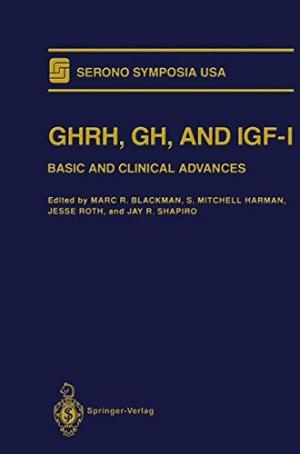 SERONO SYMPOSIA USA
GHRH, GH, AND IGF-I
BASIC AND CLINICAL ADVANCES
Edited by MARC R. BLACKMAN, S. MITCHELL HARMAN,
JESSE ROTH, and JAY R. SHAPIRO
Springer-Verlag